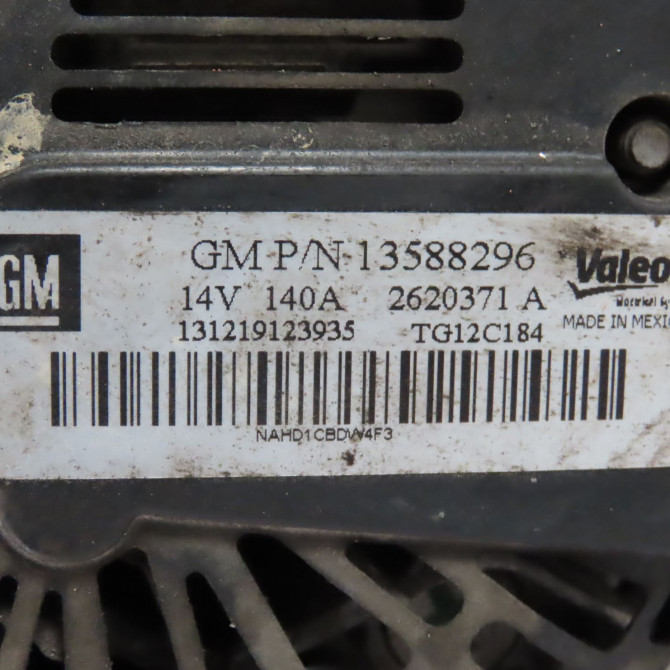 GM
GM P/N 13588296
Valeo
14V 140A 2620371 A
131219123935 TG12C184
MADE IN MEXIC
NAHD1CBDW4F3